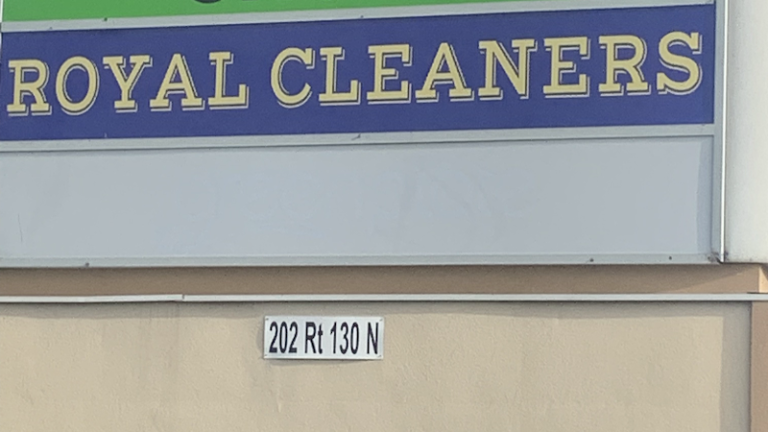 ROYAL CLEANERS
202 Rt 130 N